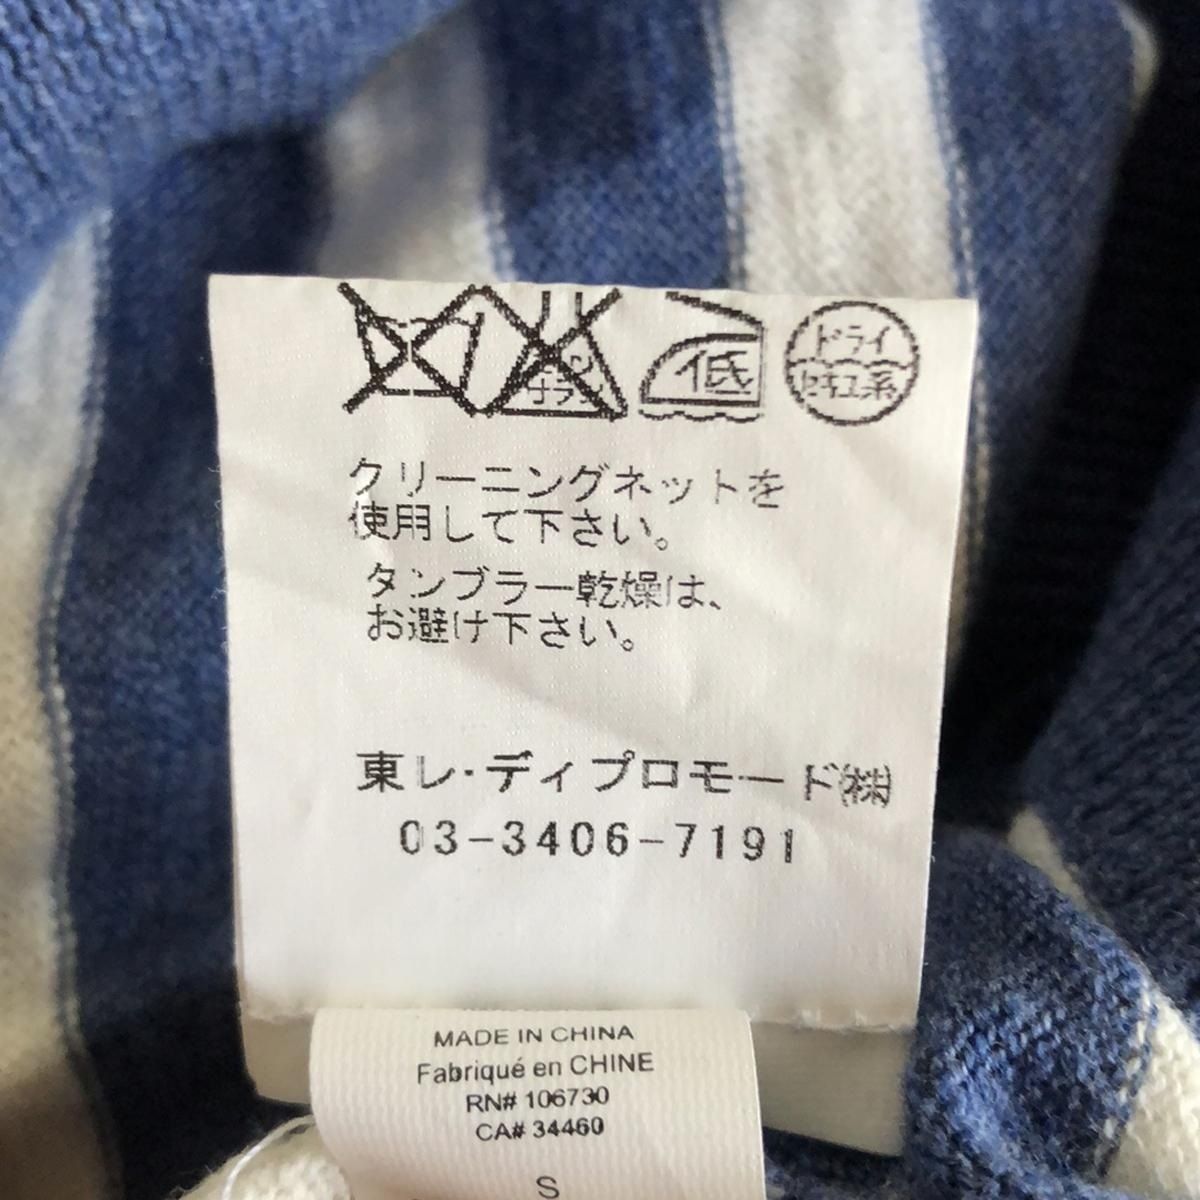 低
ドライ
セキユ系
クリーニングネットを
使用して下さい。
タンブラー乾燥は、
お避け下さい。
東レ・ディプロモード(株)
03-3406-7191
MADE IN CHINA
Fabriqué en CHINE
RN# 106730
CA# 34460
S